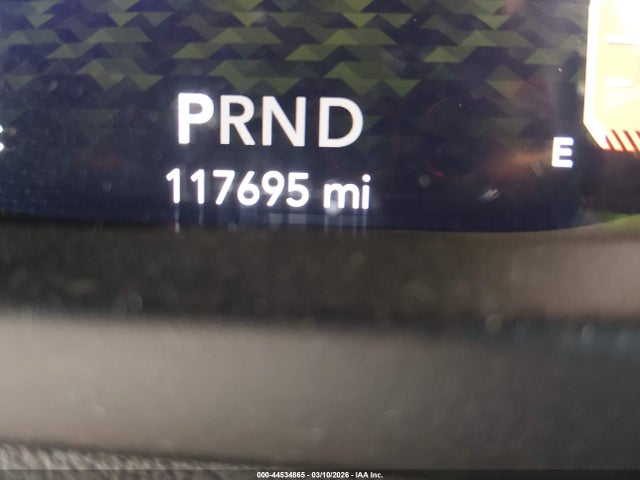 PRND
E
117695 mi
000-44534865 - 03/10/2026 - IAA Inc.